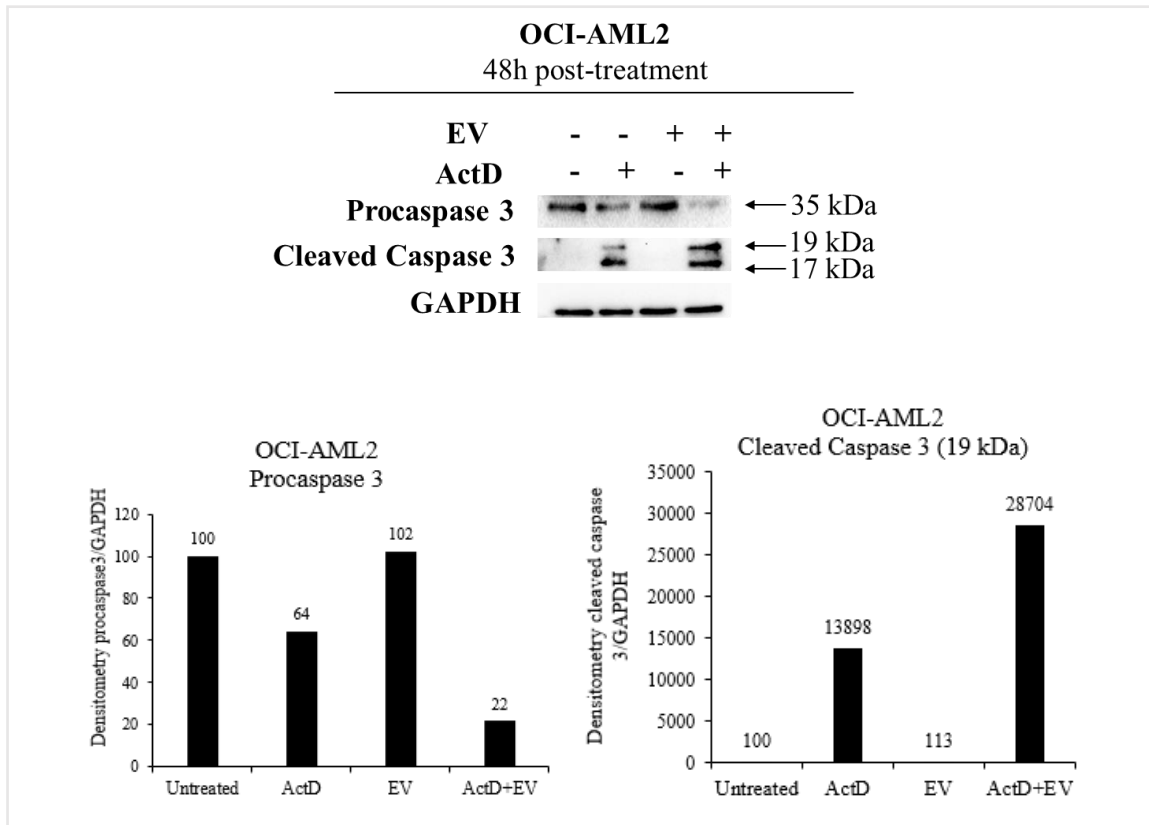 OCI-AML2
48h post-treatment
EV - - + +
ActD - + - +
Procaspase 3 35 kDa
Cleaved Caspase 3 19 kDa
17 kDa
GAPDH
OCI-AML2
Procaspase 3
Densitometry procaspase3/GAPDH
120
100
80
60
40
20
0
100
64
102
22
Untreated ActD EV ActD+EV
OCI-AML2
Cleaved Caspase 3 (19 kDa)
Densitometry cleaved caspase
3/GAPDH
35000
30000
25000
20000
15000
10000
5000
0
100
13898
113
28704
Untreated ActD EV ActD+EV